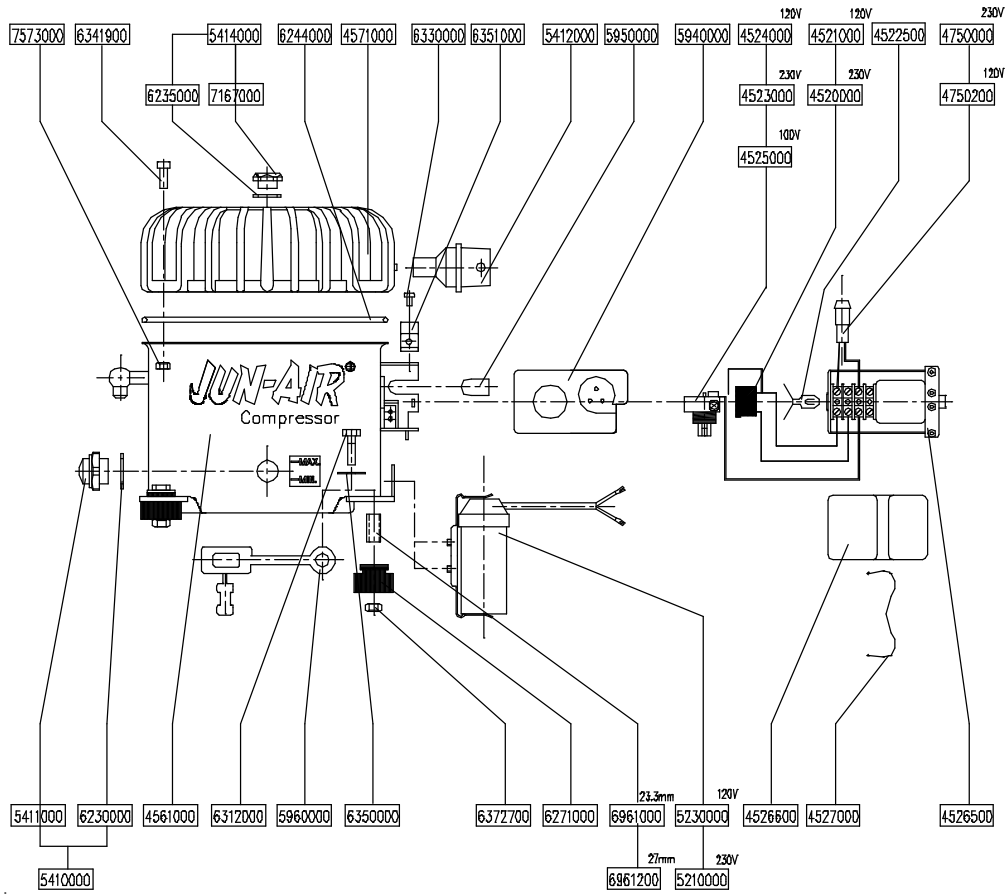 120V 120V 230V
7573000 6341900 5414000 6244000 4571000 6330000 6351000 5412000 5950000 5940000 4524000 4521000 4522500 4750000
230V 230V 120V
6235000 7167000 4523000 4520000 4750200
100V
4525000
JUN-AIR®
Compressor
MAX.
MIN.
23.3mm 120V
5411000 6230000 4561000 6312000 5960000 6350000 6372700 6271000 6961000 5230000 4526600 4527000 4526500
27mm 230V
5410000 6961200 5210000